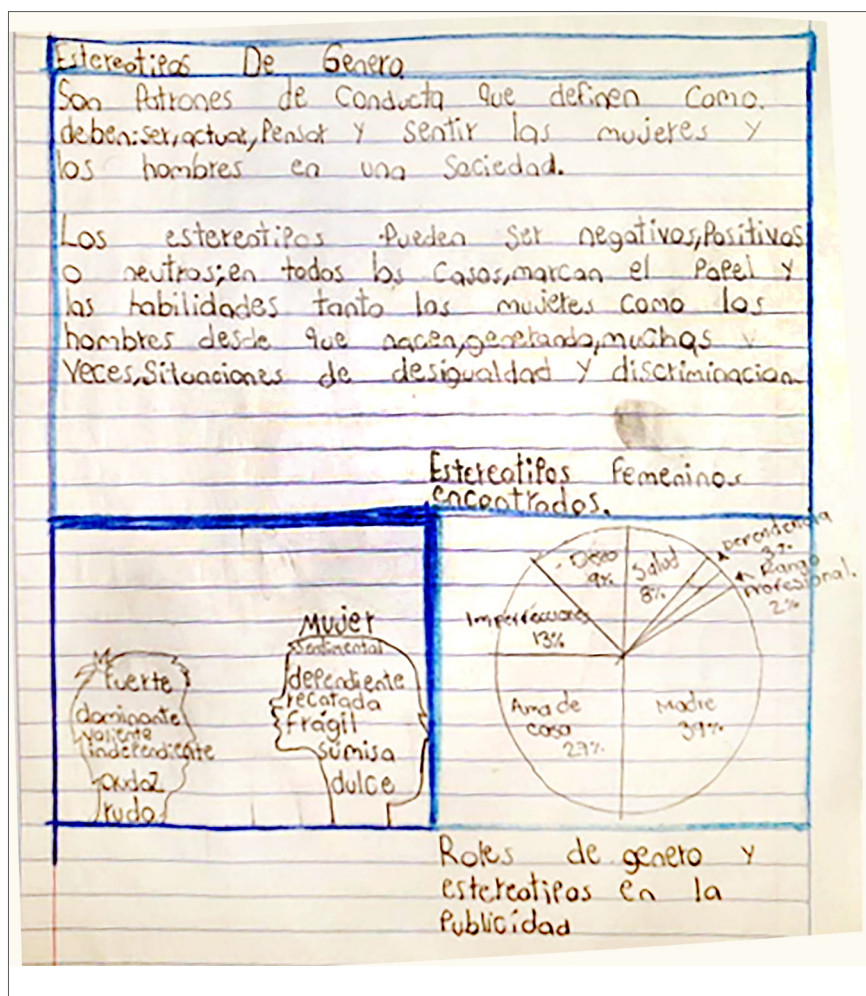 Estereotipos De Genero
Son Patrones de Conducta que definen Como.
deben:ser,actuar,Pensar y sentir las mujeres y
los hombres en una Sociedad.
Los estereotipos Pueden Ser negativos,Positivos
o neutros;en todos los Casos,marcan el Papel y
las habilidades tanto las mujeres como los
hombres desde que nacen,generando,muchas
veces,Situaciones de desigualdad y discriminacion
Estereotipos Femeninos
encontrados.
Fuerte
dominante
valiente
independiente
audaz
rudo
Mujer
Sentimental
dependiente
recatada
Frágil
sumisa
dulce
Deseo
9%
Salud
8%
Dependencia
3%
Rango
profesional.
2%
Imperfecciones
13%
Ama de
casa
27%
Madre
39%
Roles de genero y
estereotipos en la
Publicidad